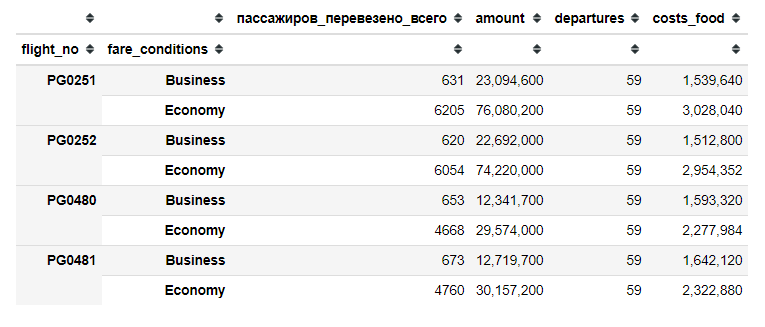 пассажиров_перевезено_всего amount departures costs_food
flight_no fare_conditions
PG0251 Business 631 23,094,600 59 1,539,640
Economy 6205 76,080,200 59 3,028,040
PG0252 Business 620 22,692,000 59 1,512,800
Economy 6054 74,220,000 59 2,954,352
PG0480 Business 653 12,341,700 59 1,593,320
Economy 4668 29,574,000 59 2,277,984
PG0481 Business 673 12,719,700 59 1,642,120
Economy 4760 30,157,200 59 2,322,880